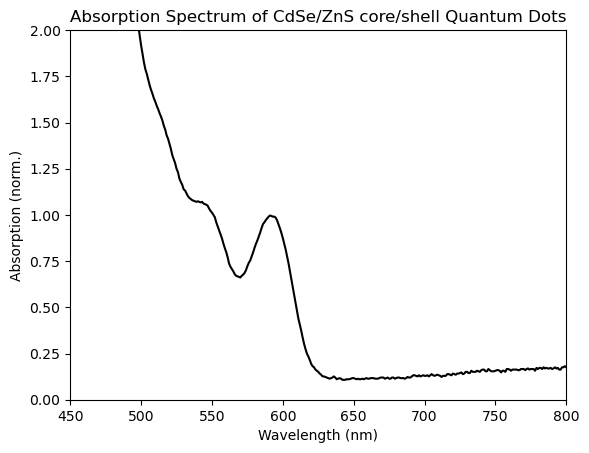 Absorption Spectrum of CdSe/ZnS core/shell Quantum Dots
2.00
1.75
1.50
1.25
1.00
0.75
0.50
0.25
0.00
Absorption (norm.)
450 500 550 600 650 700 750 800
Wavelength (nm)